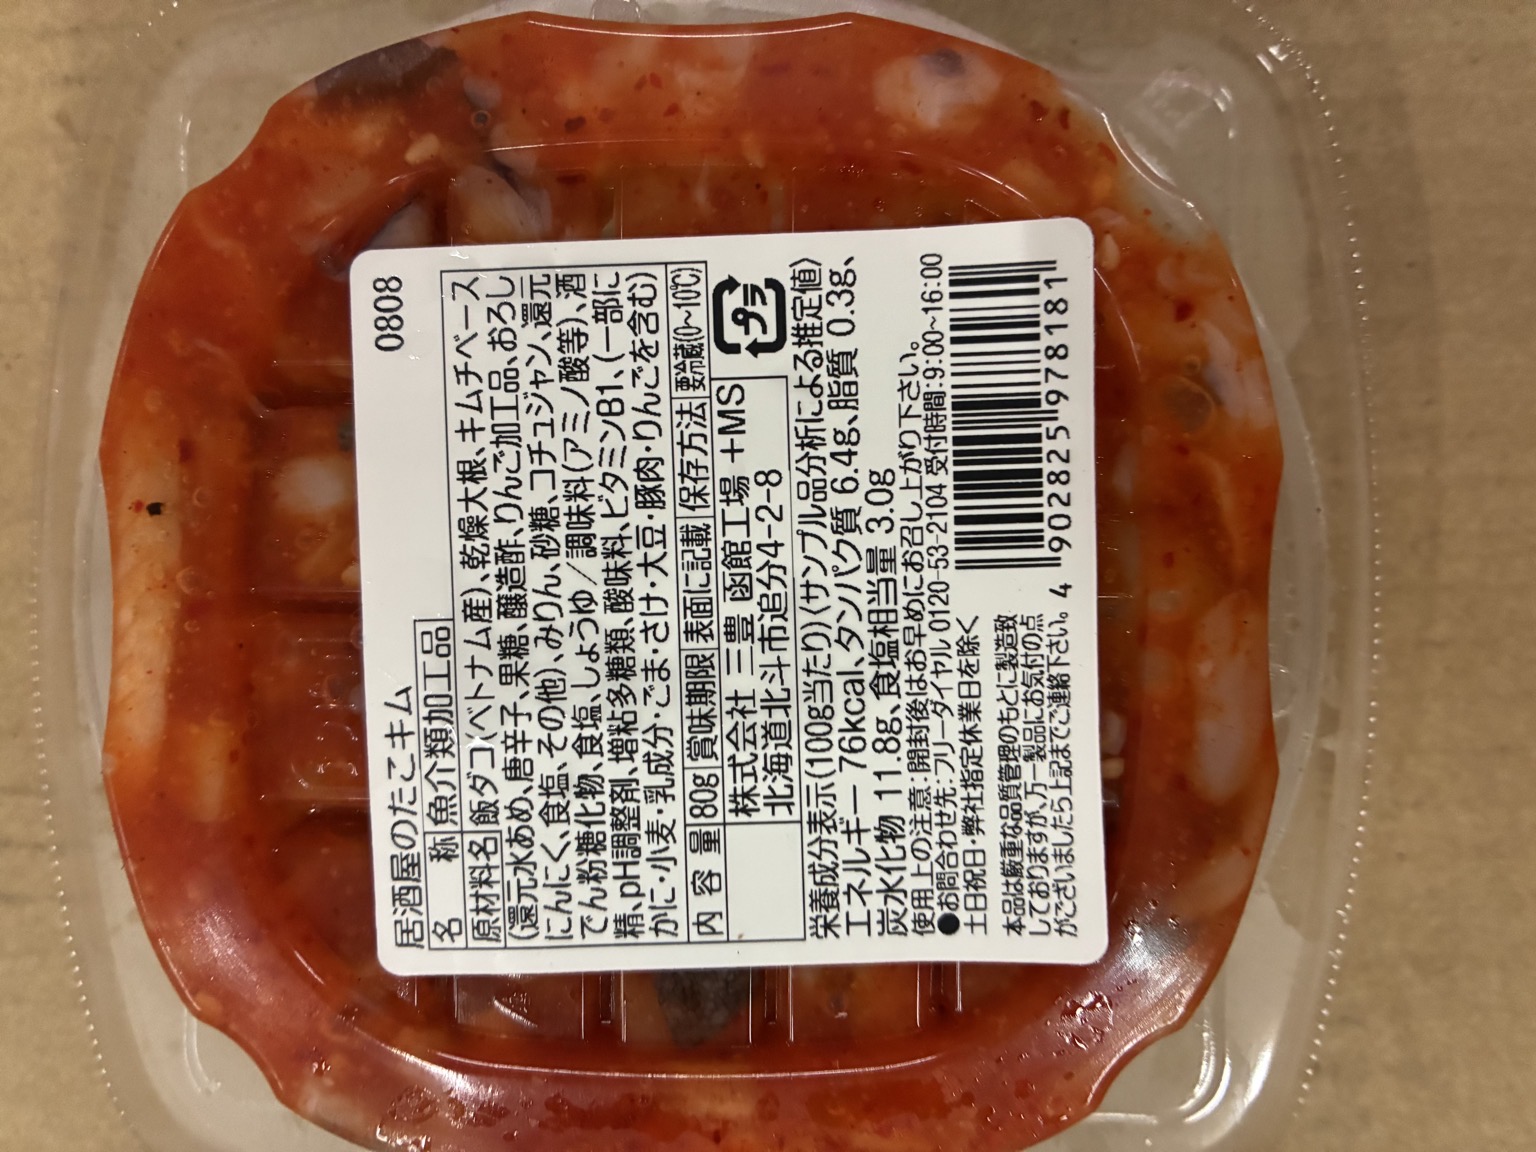 0808
居酒屋のたこキム
名 称 魚介類加工品
原材料名 飯ダコ(ベトナム産)、乾燥大根、キムチベース
(還元水あめ、唐辛子、果糖、醸造酢、りんご加工品、おろし
にんにく、食塩、その他)、みりん、砂糖、コチュジャン、還元
でん粉糖化物、食塩、しょうゆ/調味料(アミノ酸等)、酒
精、pH調整剤、増粘多糖類、酸味料、ビタミンB1、(一部に
かに・小麦・乳成分・ごま・さけ・大豆・豚肉・りんごを含む)
内 容 量 80g 賞味期限 表面に記載 保存方法 要冷蔵(0~10℃)
株式会社 三豊 函館工場 +MS
北海道北斗市追分4-2-8
プラ
栄養成分表示(100g当たり)(サンプル品分析による推定値)
エネルギー 76kcal、タンパク質 6.4g、脂質 0.3g、
炭水化物 11.8g、食塩相当量 3.0g
使用上の注意:開封後はお早めにお召し上がり下さい。
●お問合わせ先:フリーダイヤル 0120-53-2104 受付時間:9:00~16:00
土日祝日・弊社指定休業日を除く
本品は厳重な品質管理のもとに製造致
しておりますが、万一製品にお気付の点
がございましたら上記までご連絡下さい。
4 902825 978181